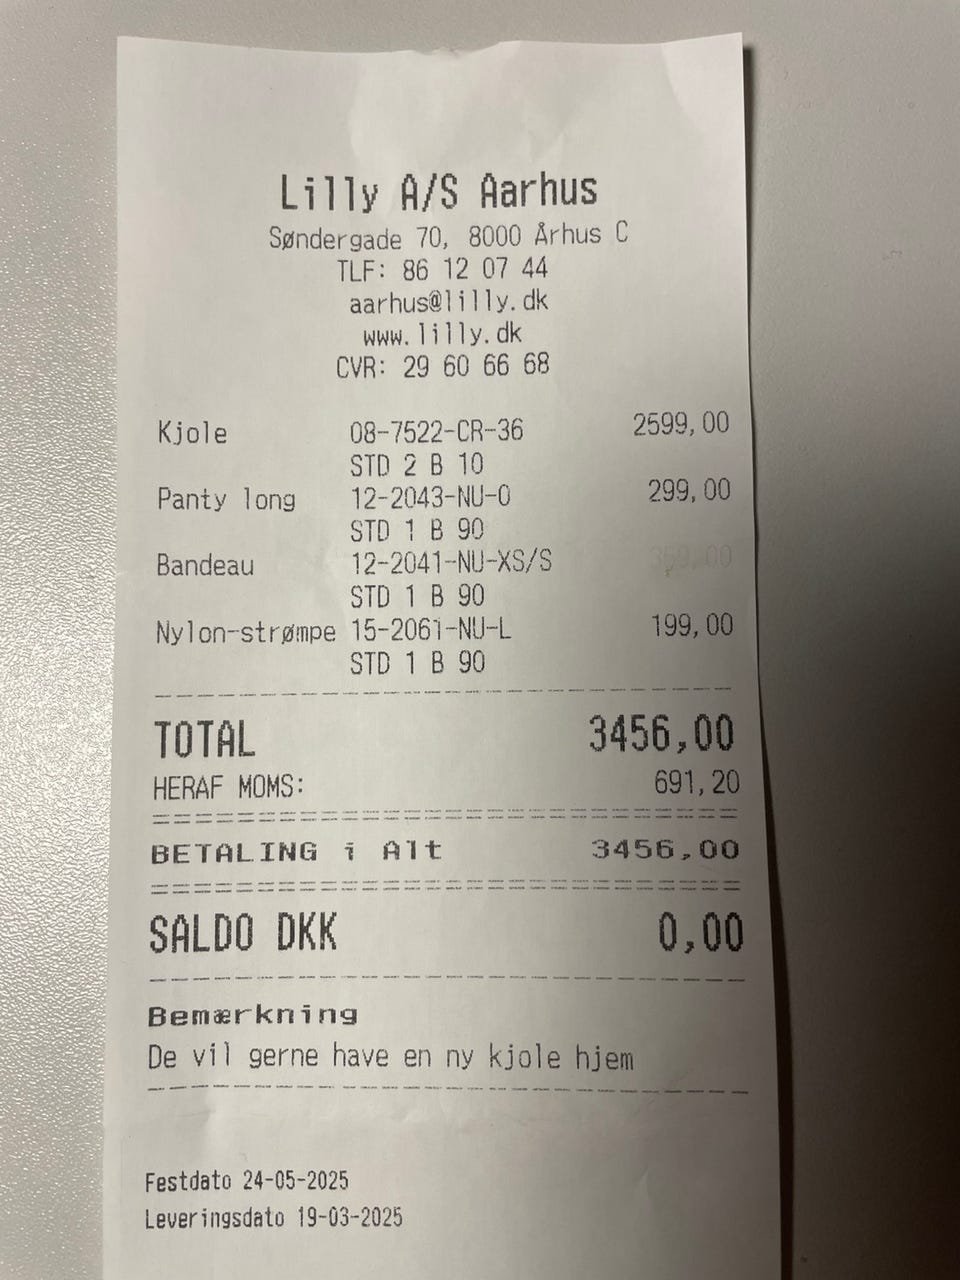 Lilly A/S Aarhus
Søndergade 70, 8000 Århus C
TLF: 86 12 07 44
aarhus@lilly.dk
www.lilly.dk
CVR: 29 60 66 68
Kjole 08-7522-CR-36 2599,00
STD 2 B 10
Panty long 12-2043-NU-O 299,00
STD 1 B 90
Bandeau 12-2041-NU-XS/S 359,00
STD 1 B 90
Nylon-strømpe 15-2061-NU-L 199,00
STD 1 B 90
TOTAL 3456,00
HERAF MOMS: 691,20
BETALING i Alt 3456,00
SALDO DKK 0,00
Bemærkning
De vil gerne have en ny kjole hjem
Festdato 24-05-2025
Leveringsdato 19-03-2025